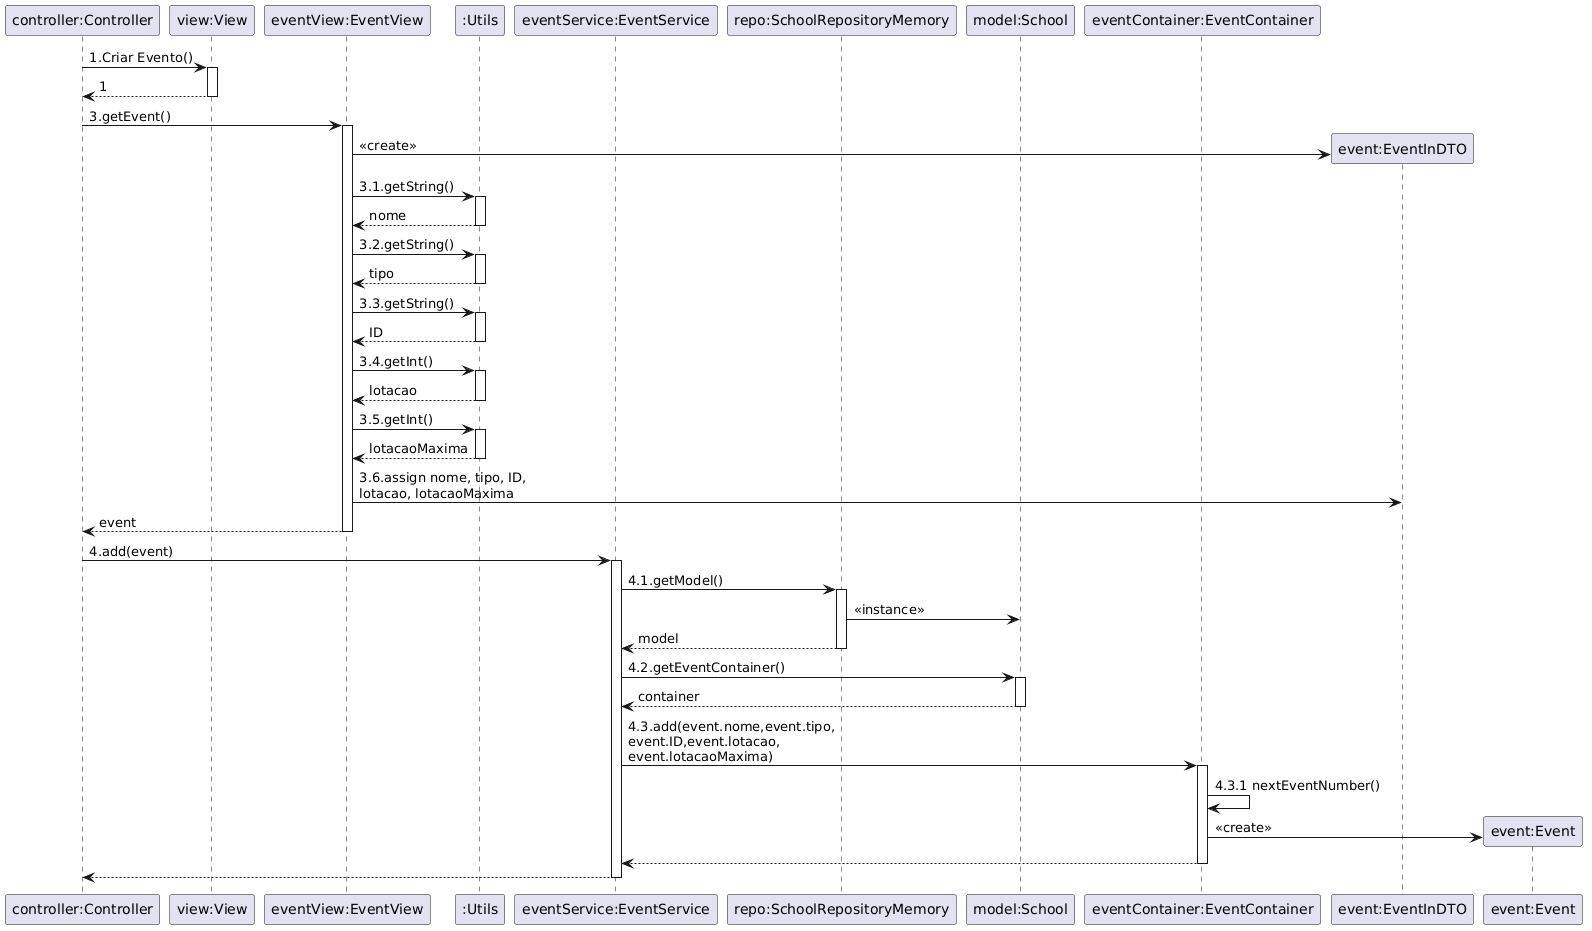 controller:Controller
view:View
eventView:EventView
:Utils
eventService:EventService
repo:SchoolRepositoryMemory
model:School
eventContainer:EventContainer
1.Criar Evento()
1
3.getEvent()
event:EventInDTO
«create»
3.1.getString()
nome
3.2.getString()
tipo
3.3.getString()
ID
3.4.getInt()
lotacao
3.5.getInt()
lotacaoMaxima
3.6.assign nome, tipo, ID,
lotacao, lotacaoMaxima
event
4.add(event)
4.1.getModel()
«instance»
model
4.2.getEventContainer()
container
4.3.add(event.nome,event.tipo,
event.ID,event.lotacao,
event.lotacaoMaxima)
4.3.1 nextEventNumber()
«create»
event:Event
controller:Controller
view:View
eventView:EventView
:Utils
eventService:EventService
repo:SchoolRepositoryMemory
model:School
eventContainer:EventContainer
event:EventInDTO
event:Event